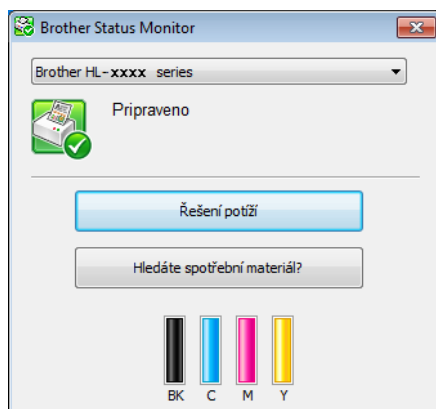 Brother Status Monitor
Brother HL-xxxx series
Pripraveno
Řešení potíží
Hledáte spotřební materiál?
BK C M Y